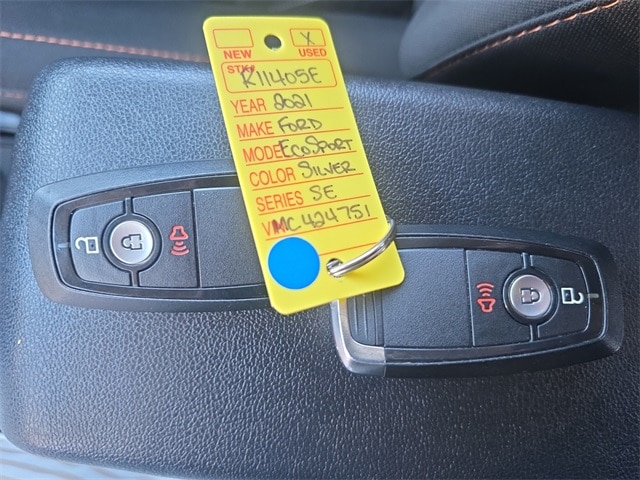 X
NEW USED
STK# K11405E
YEAR 2021
MAKE FORD
MODEL ECOSPORT
COLOR SILVER
SERIES SE
VIN MC424751